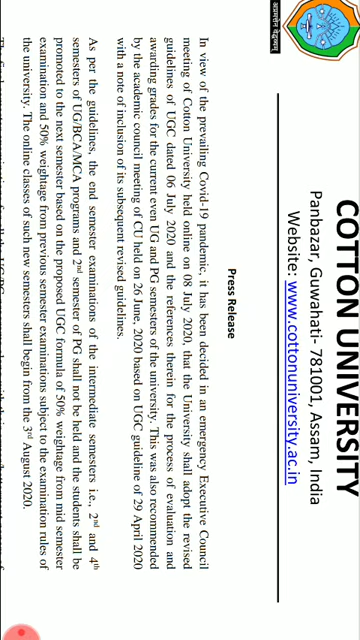 COTTON UNIVERSITY
Panbazar, Guwahati- 781001, Assam, India
Website: www.cottonuniversity.ac.in
Press Release
In view of the prevailing Covid-19 pandemic, it has been decided in an emergency Executive Council
meeting of Cotton University held online on 08 July 2020, that the University shall adopt the revised
guidelines of UGC dated 06 July 2020 and the references therein for the process of evaluation and
awarding grades for the current even UG and PG semesters of the university. This was also recommended
by the academic council meeting of CU held on 26 June, 2020 based on UGC guideline of 29 April 2020
with a note of inclusion of its subsequent revised guidelines.
As per the guidelines, the end semester examinations of the intermediate semesters i.e., 2nd and 4th
semesters of UG/BCA/MCA programs and 2nd semester of PG shall not be held and the students shall be
promoted to the next semester based on the proposed UGC formula of 50% weightage from mid semester
examination and 50% weightage from previous semester examinations subject to the examination rules of
the university. The online classes of such new semesters shall begin from the 3rd August 2020.